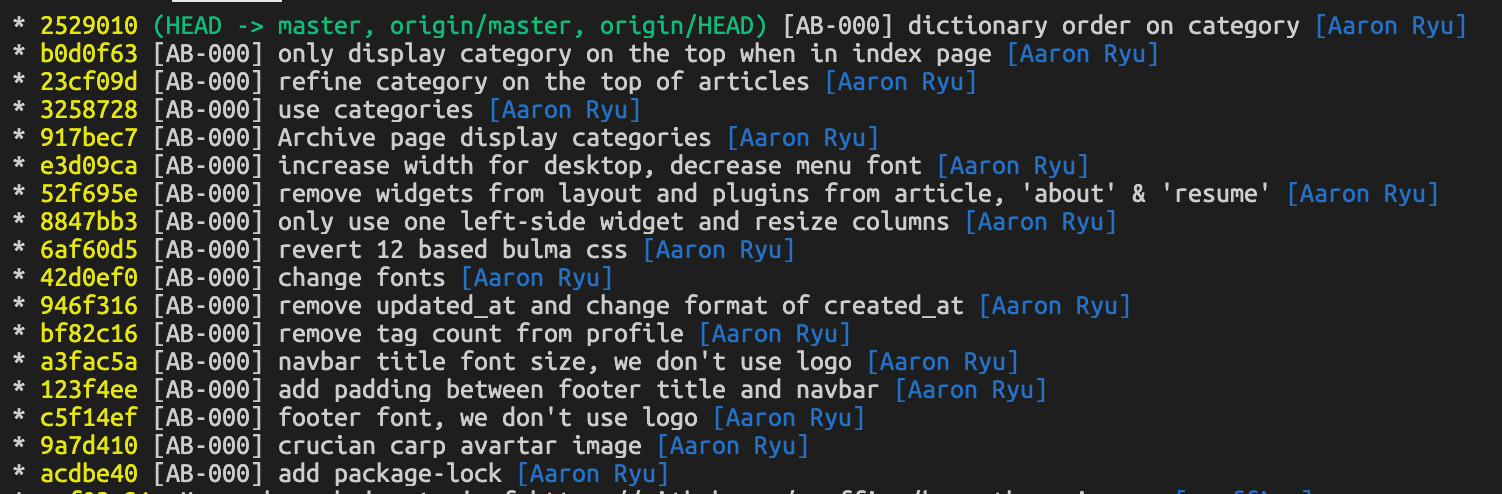 * 2529010 (HEAD -> master, origin/master, origin/HEAD) [AB-000] dictionary order on category [Aaron Ryu]
* b0d0f63 [AB-000] only display category on the top when in index page [Aaron Ryu]
* 23cf09d [AB-000] refine category on the top of articles [Aaron Ryu]
* 3258728 [AB-000] use categories [Aaron Ryu]
* 917bec7 [AB-000] Archive page display categories [Aaron Ryu]
* e3d09ca [AB-000] increase width for desktop, decrease menu font [Aaron Ryu]
* 52f695e [AB-000] remove widgets from layout and plugins from article, 'about' & 'resume' [Aaron Ryu]
* 8847bb3 [AB-000] only use one left-side widget and resize columns [Aaron Ryu]
* 6af60d5 [AB-000] revert 12 based bulma css [Aaron Ryu]
* 42d0ef0 [AB-000] change fonts [Aaron Ryu]
* 946f316 [AB-000] remove updated_at and change format of created_at [Aaron Ryu]
* bf82c16 [AB-000] remove tag count from profile [Aaron Ryu]
* a3fac5a [AB-000] navbar title font size, we don't use logo [Aaron Ryu]
* 123f4ee [AB-000] add padding between footer title and navbar [Aaron Ryu]
* c5f14ef [AB-000] footer font, we don't use logo [Aaron Ryu]
* 9a7d410 [AB-000] crucian carp avartar image [Aaron Ryu]
* acdbe40 [AB-000] add package-lock [Aaron Ryu]